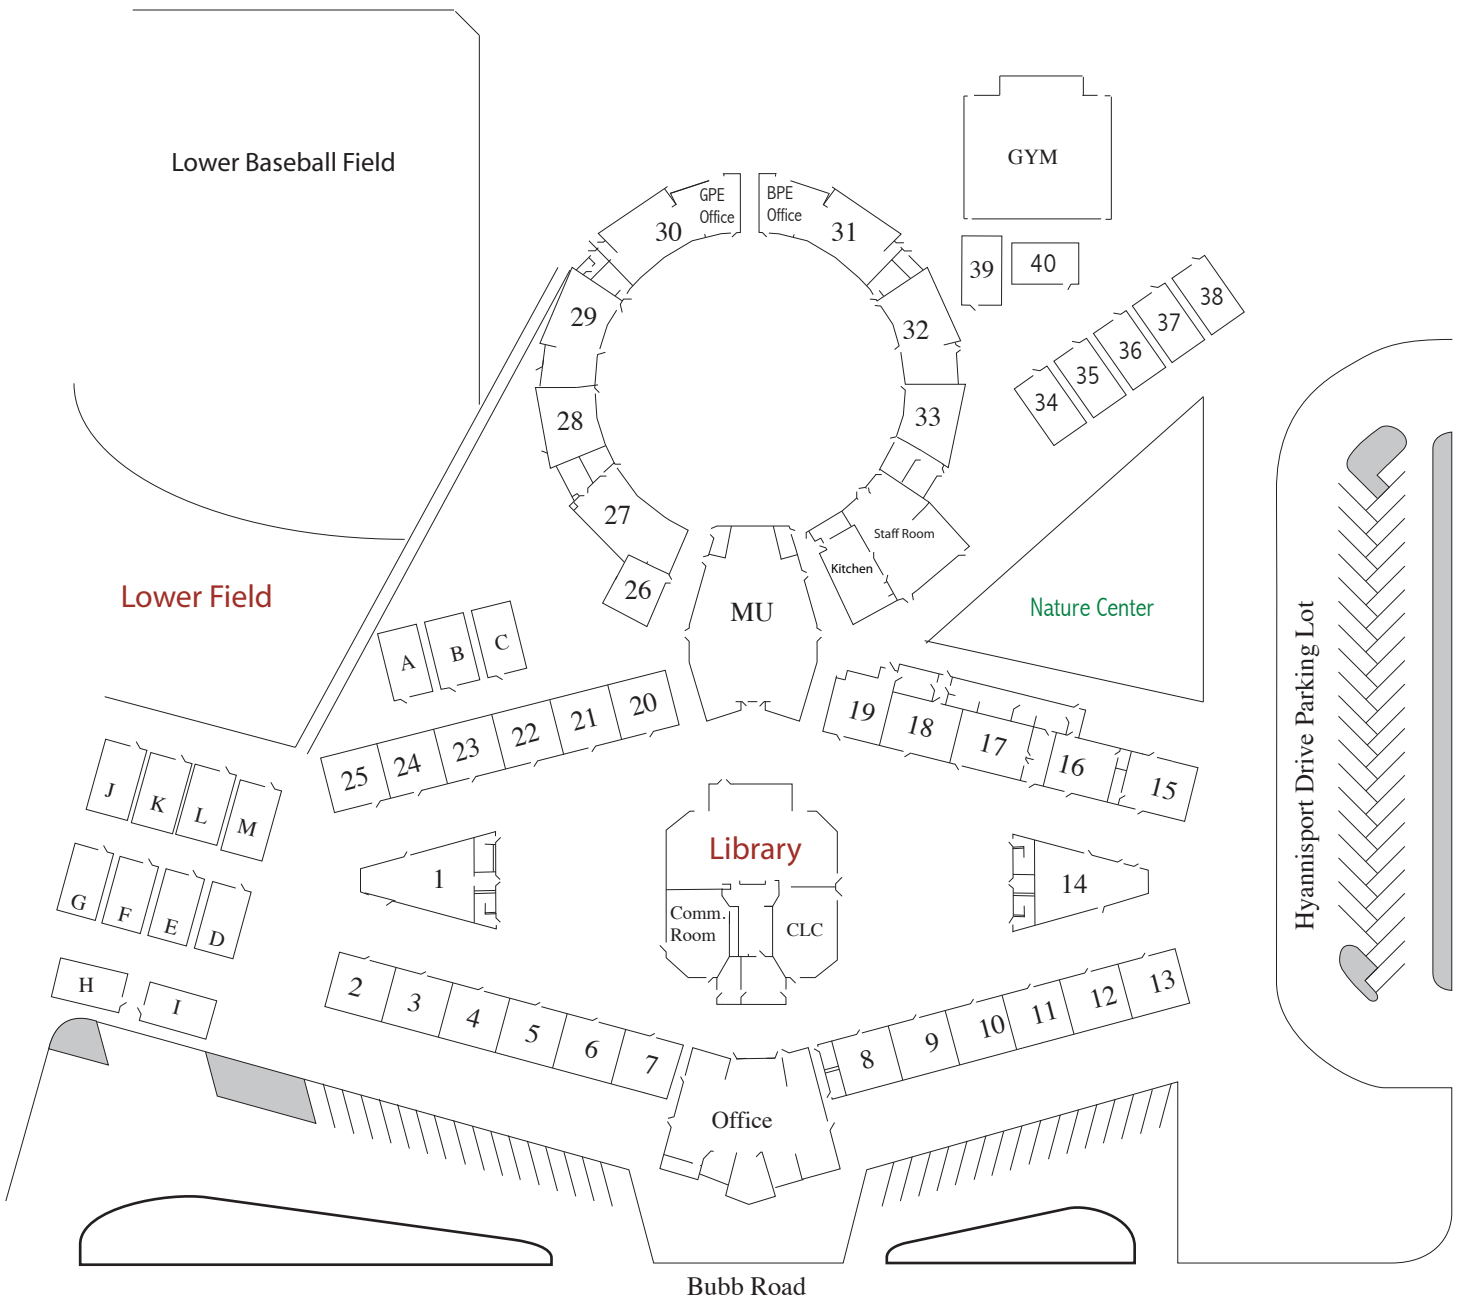 Lower Baseball Field
GYM
GPE
Office
BPE
Office
30
31
39
40
38
37
36
35
34
29
32
28
33
27
Staff Room
Kitchen
26
MU
Lower Field
Nature Center
Hyannisport Drive Parking Lot
A
B
C
20
21
22
23
24
25
19
18
17
16
15
J
K
L
M
Library
1
14
G
F
E
D
Comm.
Room
CLC
H
I
2
3
4
5
6
7
8
9
10
11
12
13
Office
Bubb Road